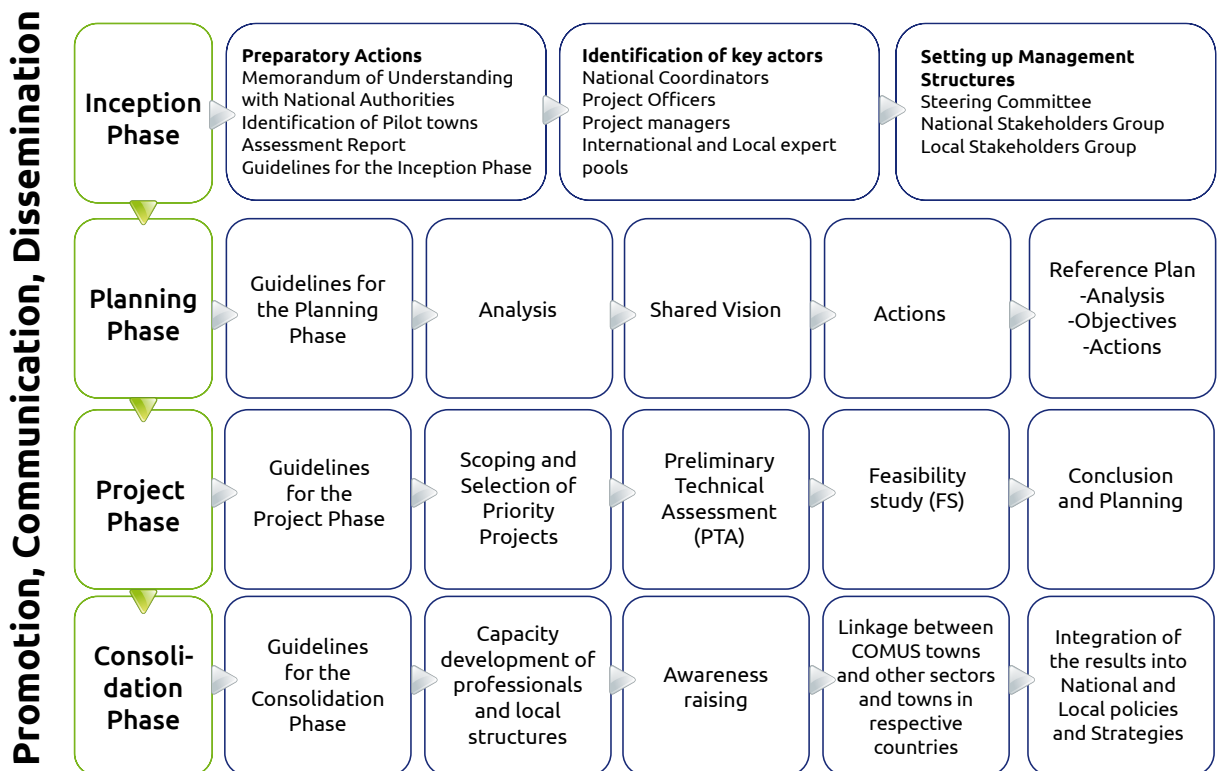 Promotion, Communication, Dissemination
Inception
Phase
Preparatory Actions
Memorandum of Understanding
with National Authorities
Identification of Pilot towns
Assessment Report
Guidelines for the Inception Phase
Identification of key actors
National Coordinators
Project Officers
Project managers
International and Local expert
pools
Setting up Management
Structures
Steering Committee
National Stakeholders Group
Local Stakeholders Group
Planning
Phase
Guidelines for
the Planning
Phase
Analysis
Shared Vision
Actions
Reference Plan
-Analysis
-Objectives
-Actions
Project
Phase
Guidelines
for the
Project Phase
Scoping and
Selection of
Priority
Projects
Preliminary
Technical
Assessment
(PTA)
Feasibility
study (FS)
Conclusion
and Planning
Consoli-
dation
Phase
Guidelines
for the
Consolidation
Phase
Capacity
development of
professionals
and local
structures
Awareness
raising
Linkage between
COMUS towns
and other sectors
and towns in
respective
countries
Integration of
the results into
National and
Local policies
and Strategies